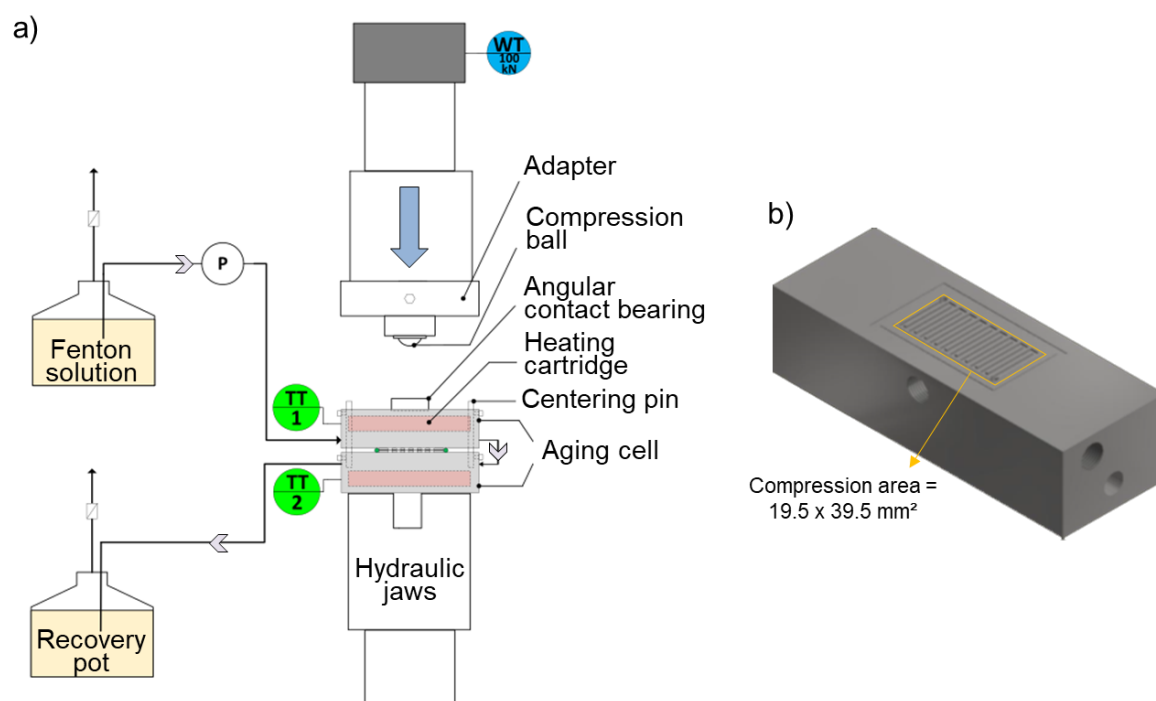 a)
WT
100
kN
Adapter
Compression
ball
Angular
contact bearing
Heating
cartridge
Centering pin
Aging cell
P
Fenton
solution
TT
1
TT
2
Hydraulic
jaws
Recovery
pot
b)
Compression area =
19.5 x 39.5 mm²